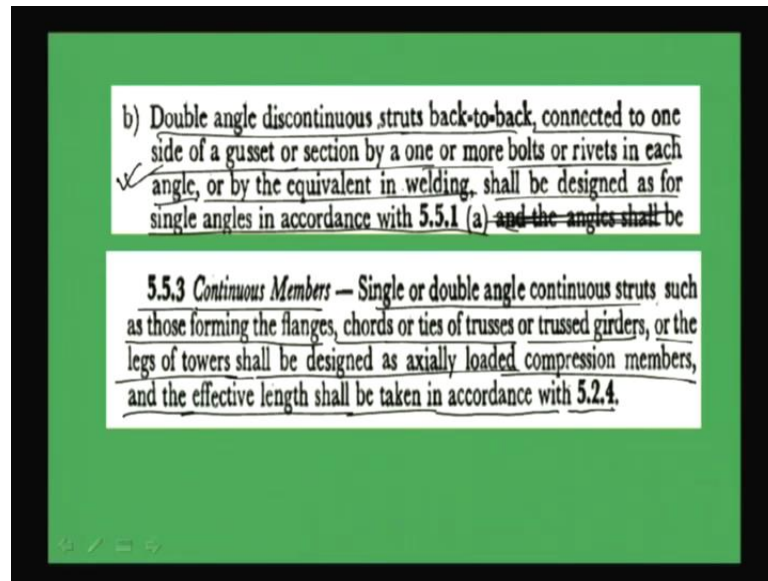 b) Double angle discontinuous struts back-to-back, connected to one
side of a gusset or section by a one or more bolts or rivets in each
angle, or by the equivalent in welding, shall be designed as for
single angles in accordance with 5.5.1 (a) and the angles shall be
5.5.3 Continuous Members — Single or double angle continuous struts such
as those forming the flanges, chords or ties of trusses or trussed girders, or the
legs of towers shall be designed as axially loaded compression members,
and the effective length shall be taken in accordance with 5.2.4.